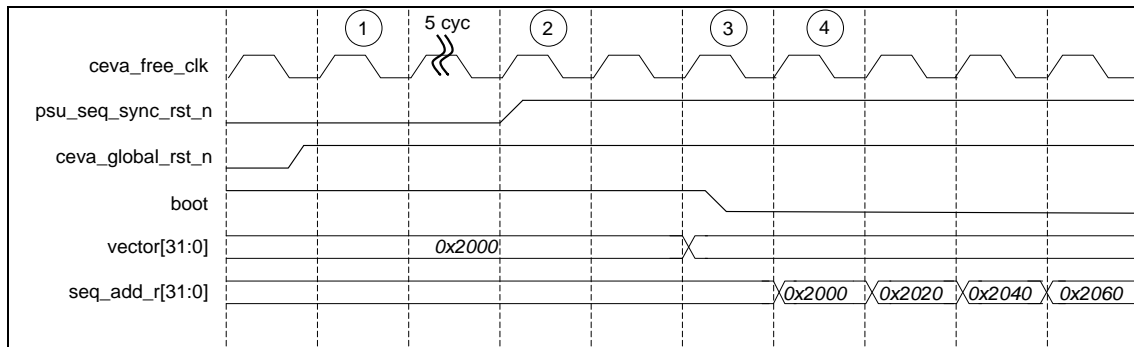 1 5 cyc 2 3 4
ceva_free_clk
psu_seq_sync_rst_n
ceva_global_rst_n
boot
vector[31:0] 0x2000
seq_add_r[31:0] 0x2000 0x2020 0x2040 0x2060